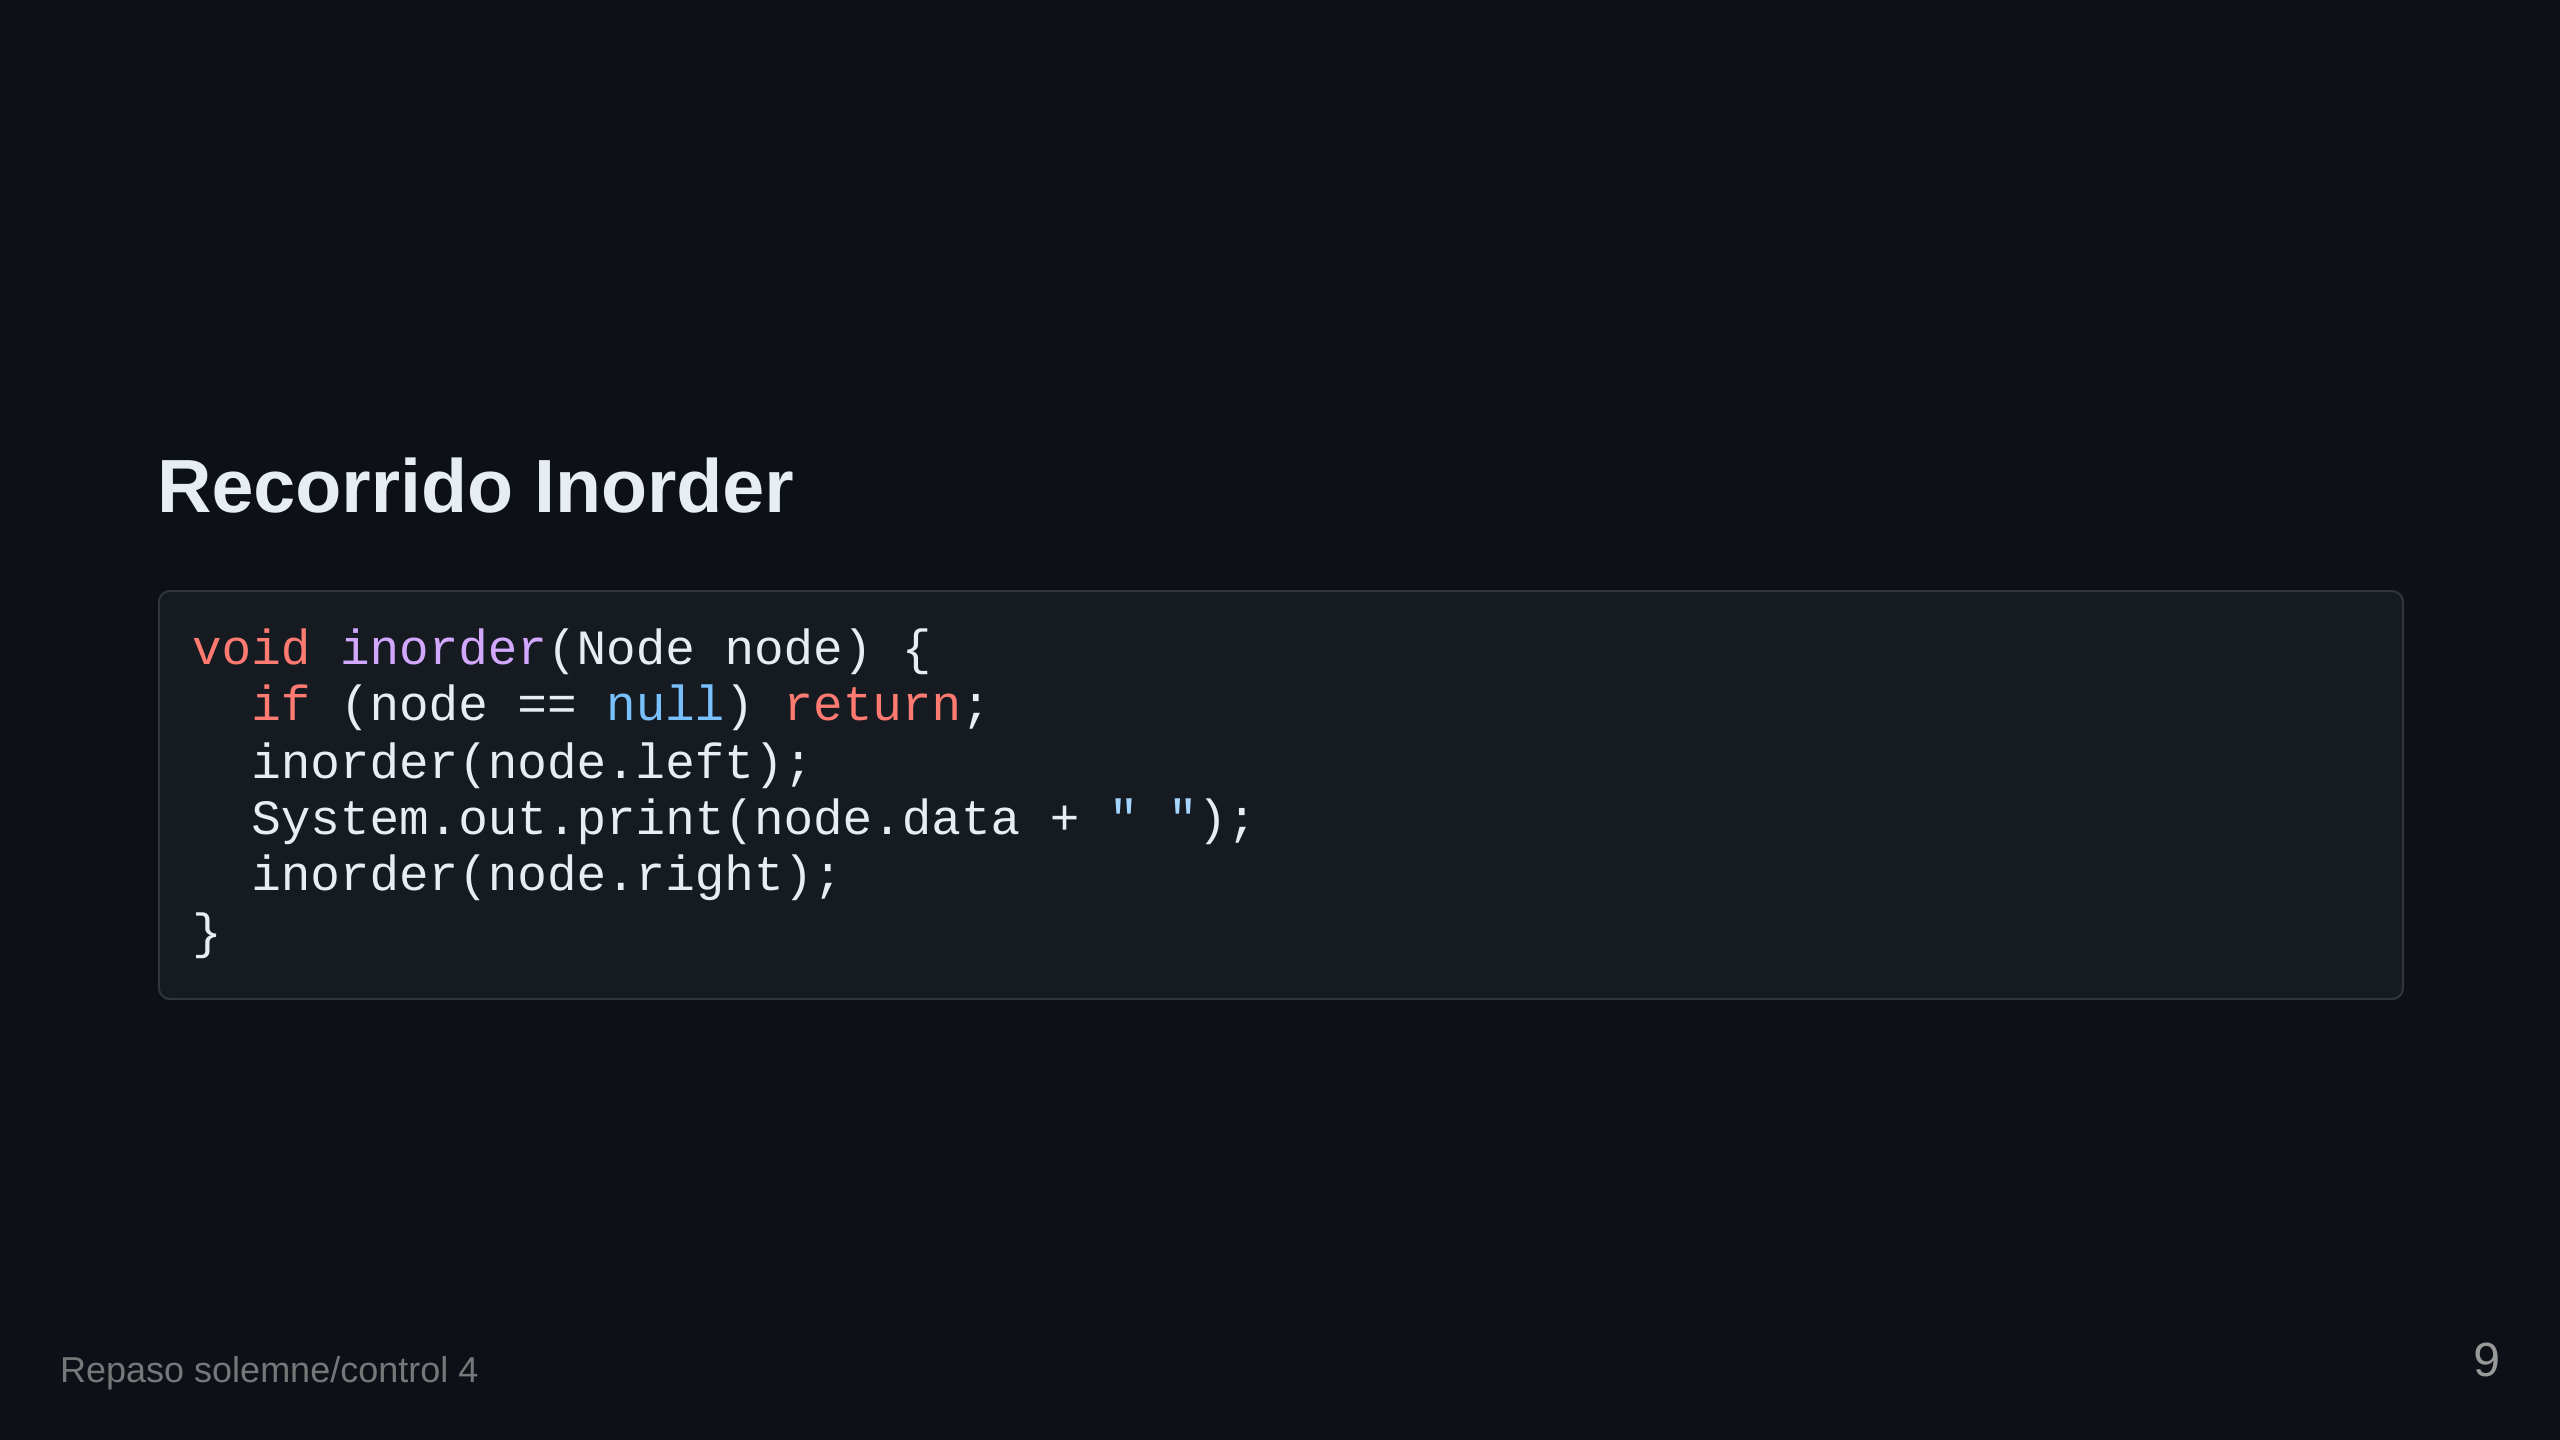 Recorrido Inorder
void inorder(Node node) {
  if (node == null) return;
  inorder(node.left);
  System.out.print(node.data + " ");
  inorder(node.right);
}
Repaso solemne/control 4
9